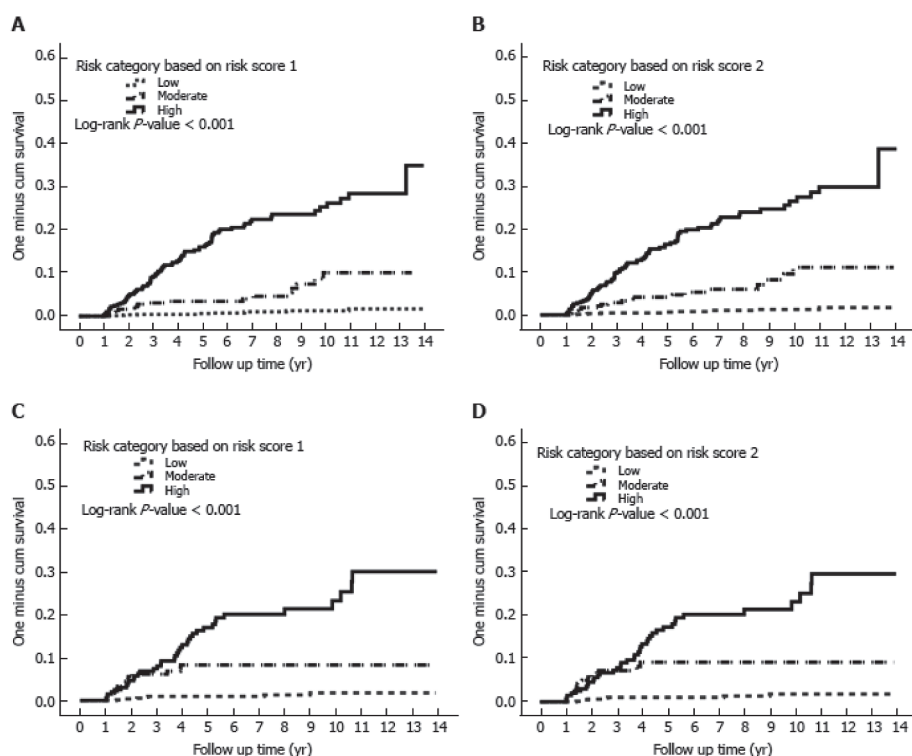 A
One minus cum survival
0.6
0.5
0.4
0.3
0.2
0.1
0.0
Risk category based on risk score 1
Low
Moderate
High
Log-rank P-value < 0.001
0 1 2 3 4 5 6 7 8 9 10 11 12 13 14
Follow up time (yr)
B
One minus cum survival
0.6
0.5
0.4
0.3
0.2
0.1
0.0
Risk category based on risk score 2
Low
Moderate
High
Log-rank P-value < 0.001
0 1 2 3 4 5 6 7 8 9 10 11 12 13 14
Follow up time (yr)
C
One minus cum survival
0.6
0.5
0.4
0.3
0.2
0.1
0.0
Risk category based on risk score 1
Low
Moderate
High
Log-rank P-value < 0.001
0 1 2 3 4 5 6 7 8 9 10 11 12 13 14
Follow up time (yr)
D
One minus cum survival
0.6
0.5
0.4
0.3
0.2
0.1
0.0
Risk category based on risk score 2
Low
Moderate
High
Log-rank P-value < 0.001
0 1 2 3 4 5 6 7 8 9 10 11 12 13 14
Follow up time (yr)